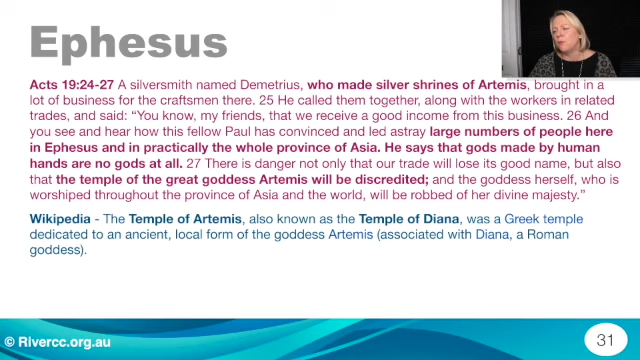 Ephesus
Acts 19:24-27 A silversmith named Demetrius, who made silver shrines of Artemis, brought in a
lot of business for the craftsmen there. 25 He called them together, along with the workers in related
trades, and said: “You know, my friends, that we receive a good income from this business. 26 And
you see and hear how this fellow Paul has convinced and led astray large numbers of people here
in Ephesus and in practically the whole province of Asia. He says that gods made by human
hands are no gods at all. 27 There is danger not only that our trade will lose its good name, but also
that the temple of the great goddess Artemis will be discredited; and the goddess herself, who is
worshiped throughout the province of Asia and the world, will be robbed of her divine majesty.”
Wikipedia - The Temple of Artemis, also known as the Temple of Diana, was a Greek temple
dedicated to an ancient, local form of the goddess Artemis (associated with Diana, a Roman
goddess).
© Rivercc.org.au
31